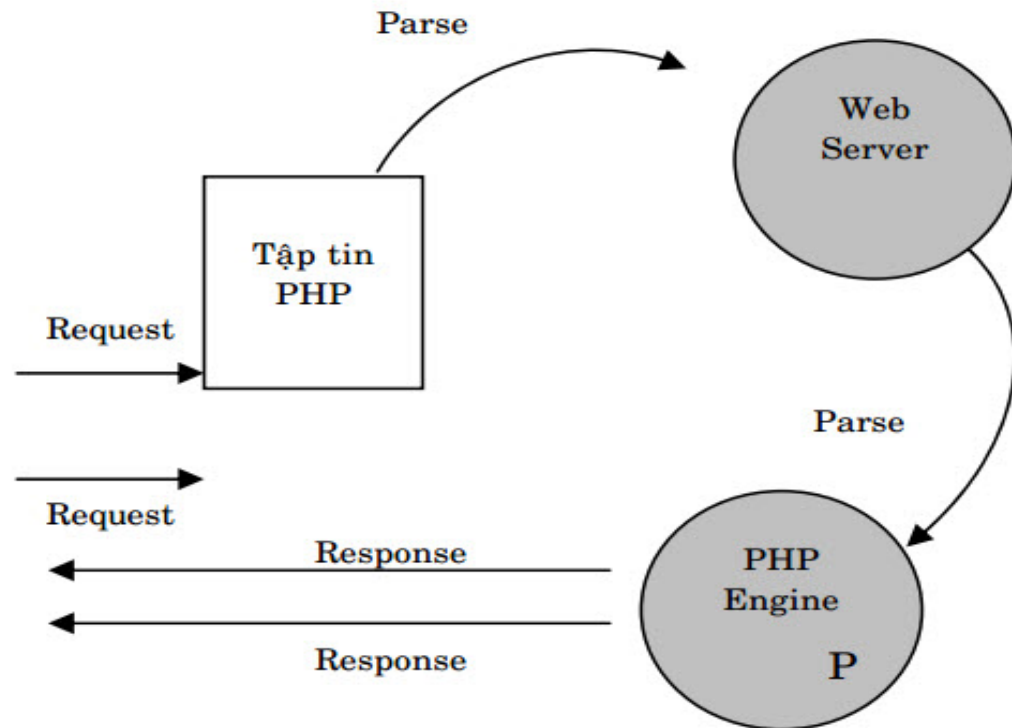 Parse
Web
Server
Tập tin
PHP
Request
Parse
Request
Response
PHP
Engine
P
Response